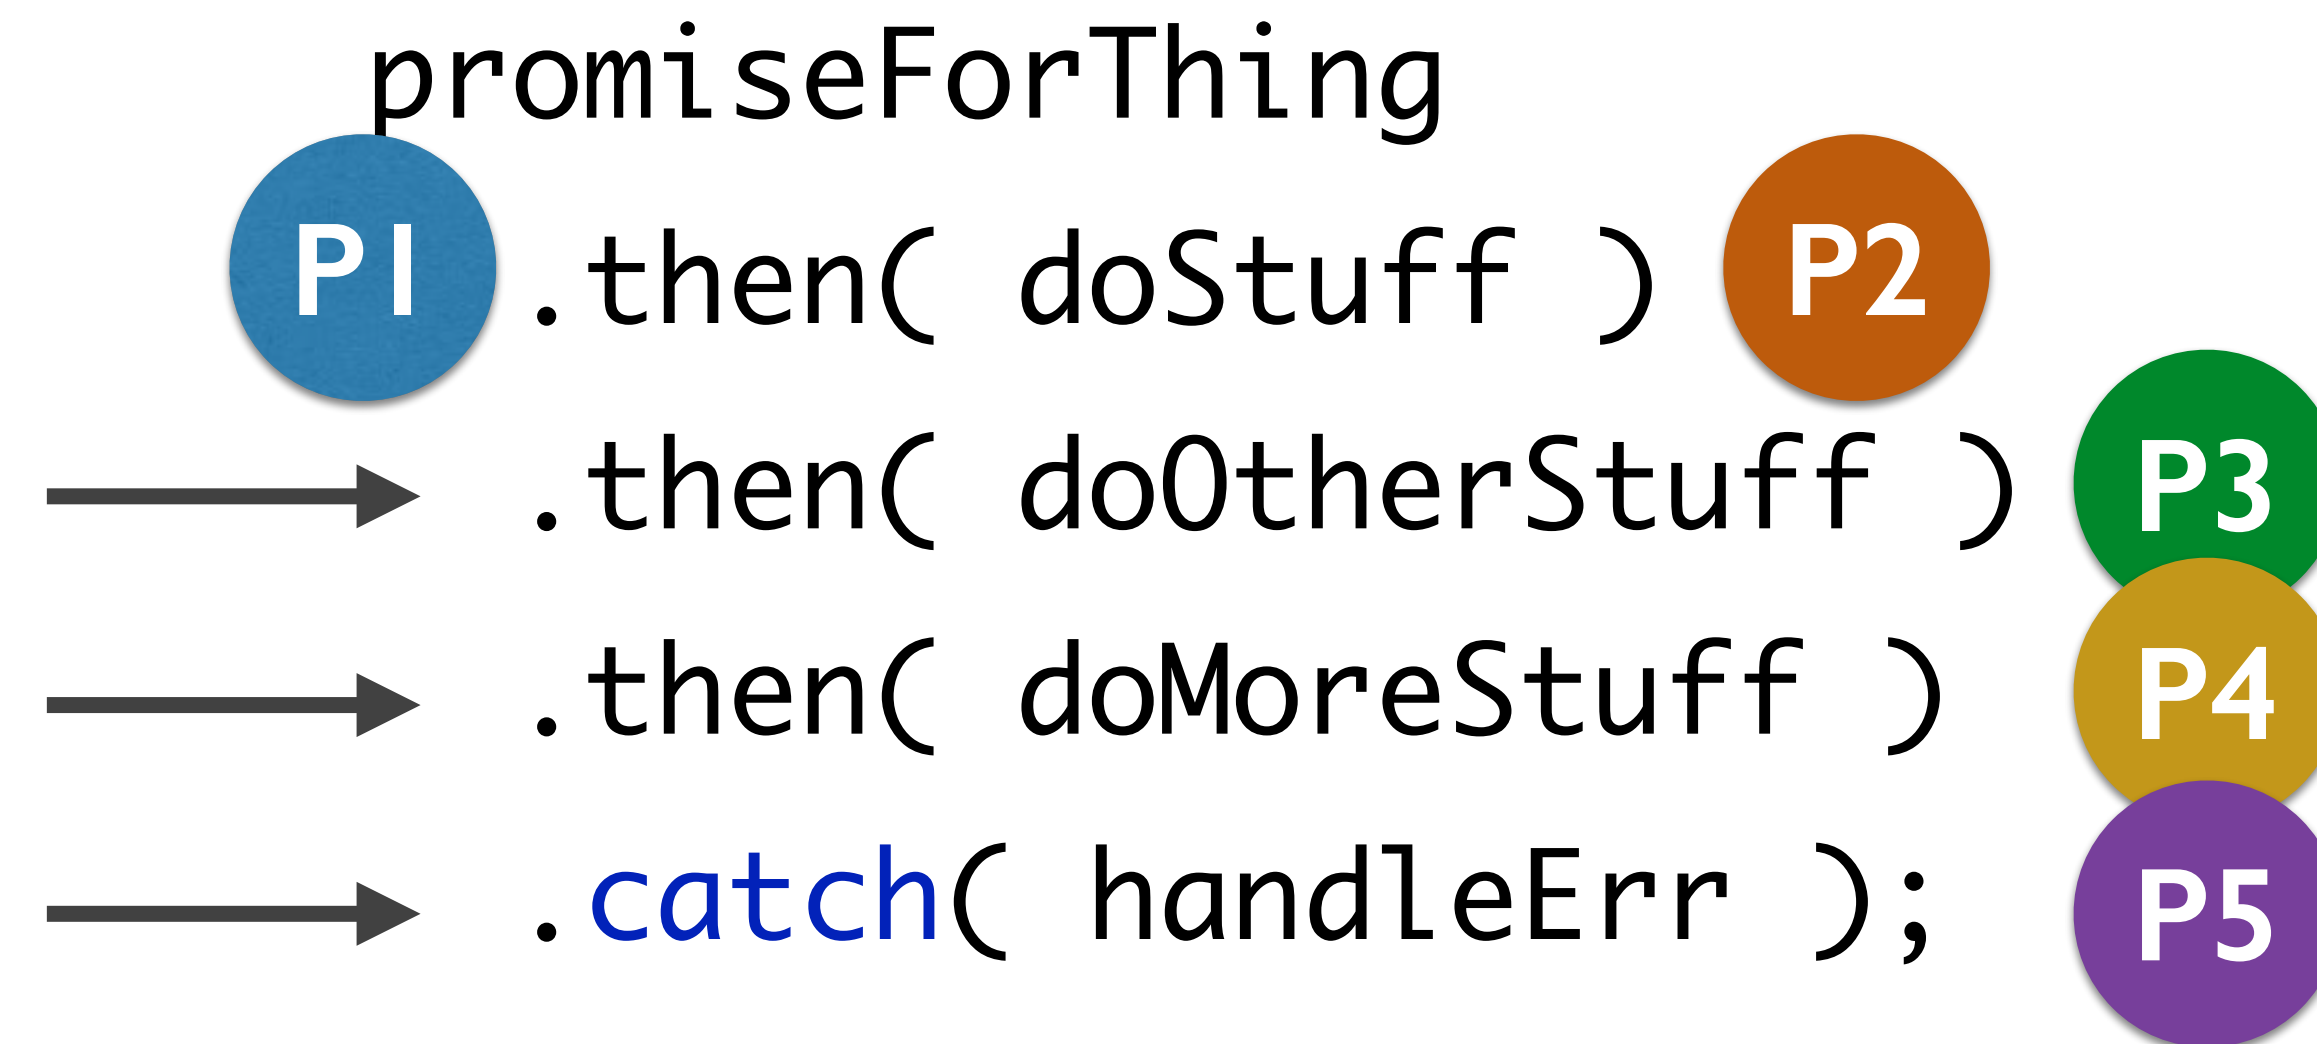 promiseForThing
P1 .then( doStuff ) P2
.then( doOtherStuff ) P3
.then( doMoreStuff ) P4
.catch( handleErr ); P5